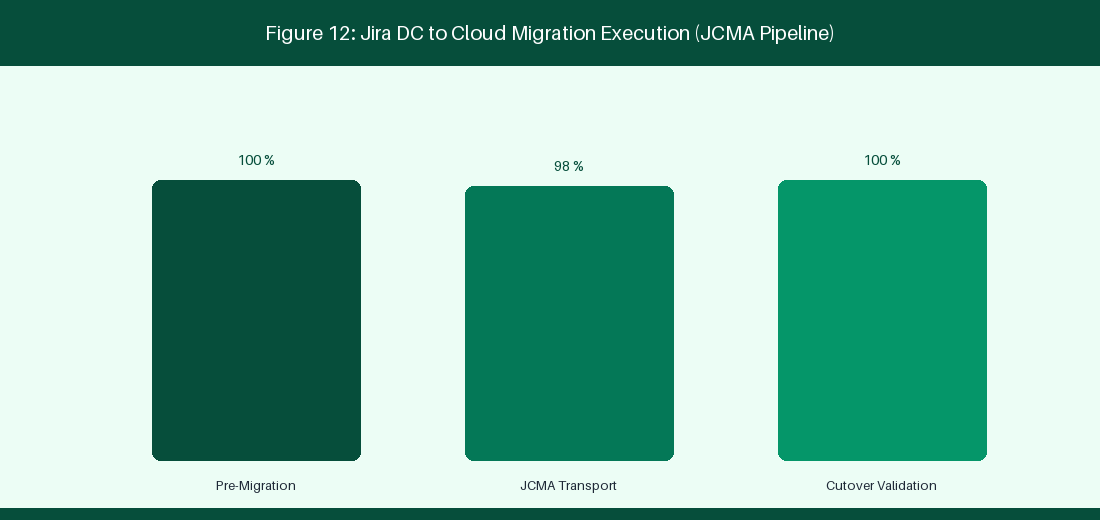 Figure 12: Jira DC to Cloud Migration Execution (JCMA Pipeline)
100 %
98 %
100 %
Pre-Migration
JCMA Transport
Cutover Validation